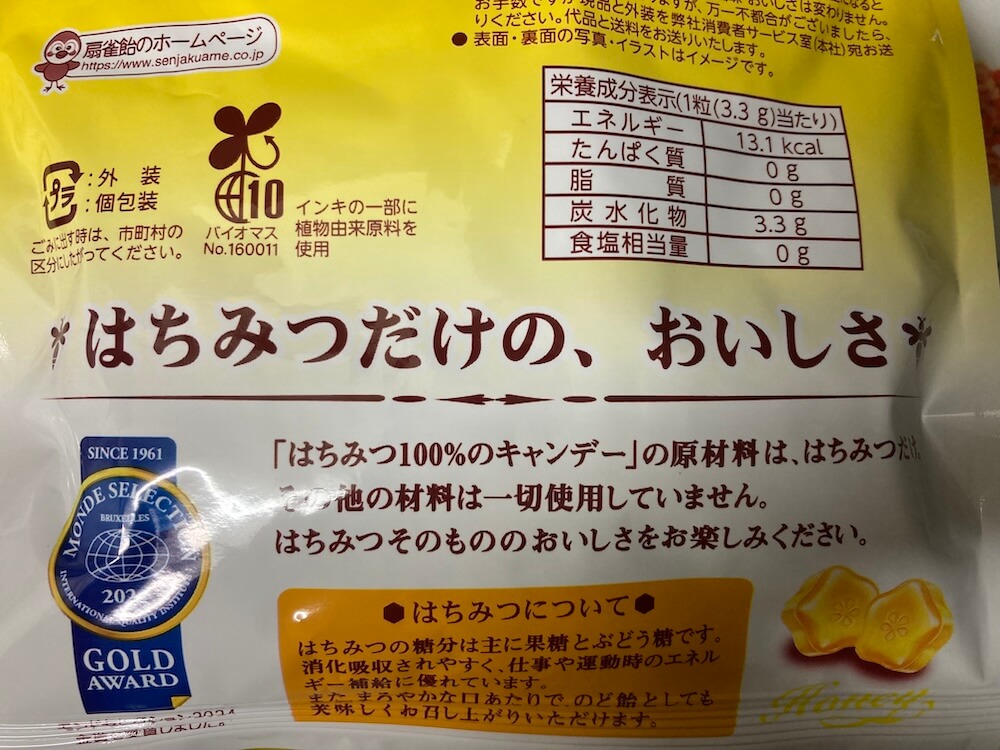 扇雀飴のホームページ
https://www.senjakuame.co.jp
お手数ですが現品と外装を弊社消費者サービス室(本社)宛お送
りください。代品と送料をお送りいたします。
● 表面・裏面の写真・イラストはイメージです。
栄養成分表示(1粒(3.3 g)当たり)
エネルギー 13.1 kcal
たんぱく質 0 g
脂質 0 g
炭水化物 3.3 g
食塩相当量 0 g
プラ
:外装
:個包装
ごみに出す時は、市町村の
区分にしたがってください。
10
バイオマス
No.160011
インキの一部に
植物由来原料を
使用
はちみつだけの、おいしさ
「はちみつ100%のキャンデー」の原材料は、はちみつだけ
その他の材料は一切使用していません。
はちみつそのもののおいしさをお楽しみください。
SINCE 1961
MONDE SELECTION
BRUXELLES
INTERNATIONAL QUALITY INSTITUTE
GOLD
AWARD
はちみつについて
はちみつの糖分は主に果糖とぶどう糖です。
消化吸収されやすく、仕事や運動時のエネル
ギー補給に優れています。
また、まろやかな口あたりで、のど飴としても
美味しくお召し上がりいただけます。
Honey